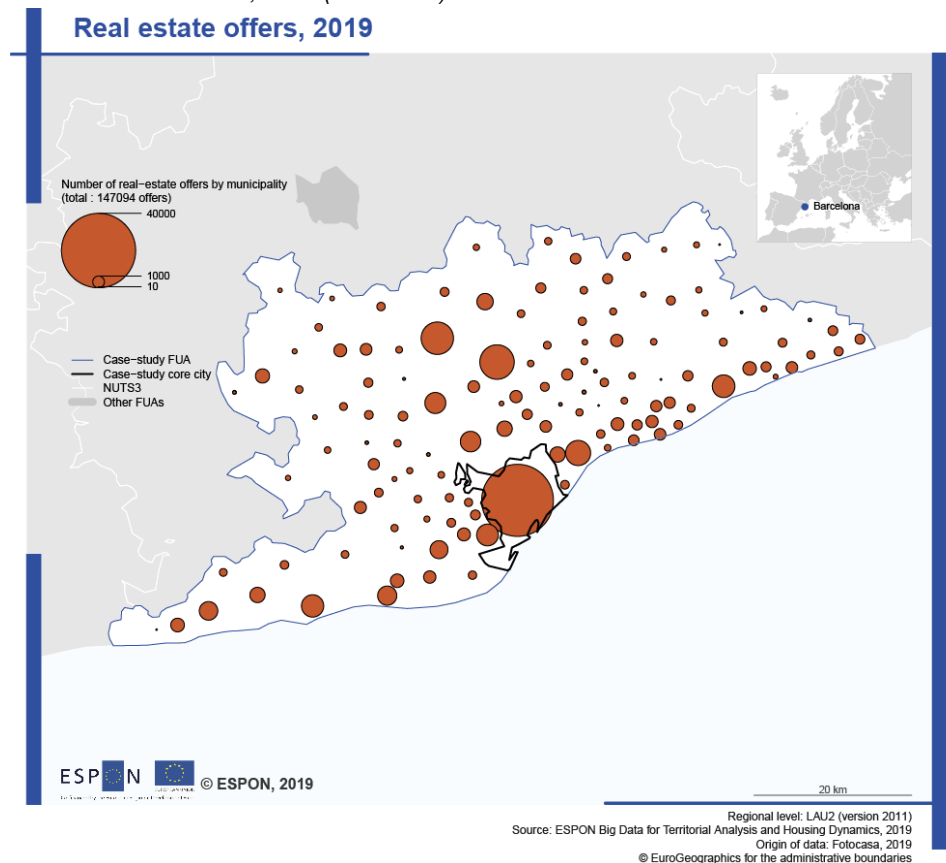 Real estate offers, 2019
Barcelona
Number of real−estate offers by municipality
(total : 147094 offers)
40000
1000
10
Case−study FUA
Case−study core city
NUTS3
Other FUAs
ESPON
© ESPON, 2019
20 km
Regional level: LAU2 (version 2011)
Source: ESPON Big Data for Territorial Analysis and Housing Dynamics, 2019
Origin of data: Fotocasa, 2019
© EuroGeographics for the administrative boundaries